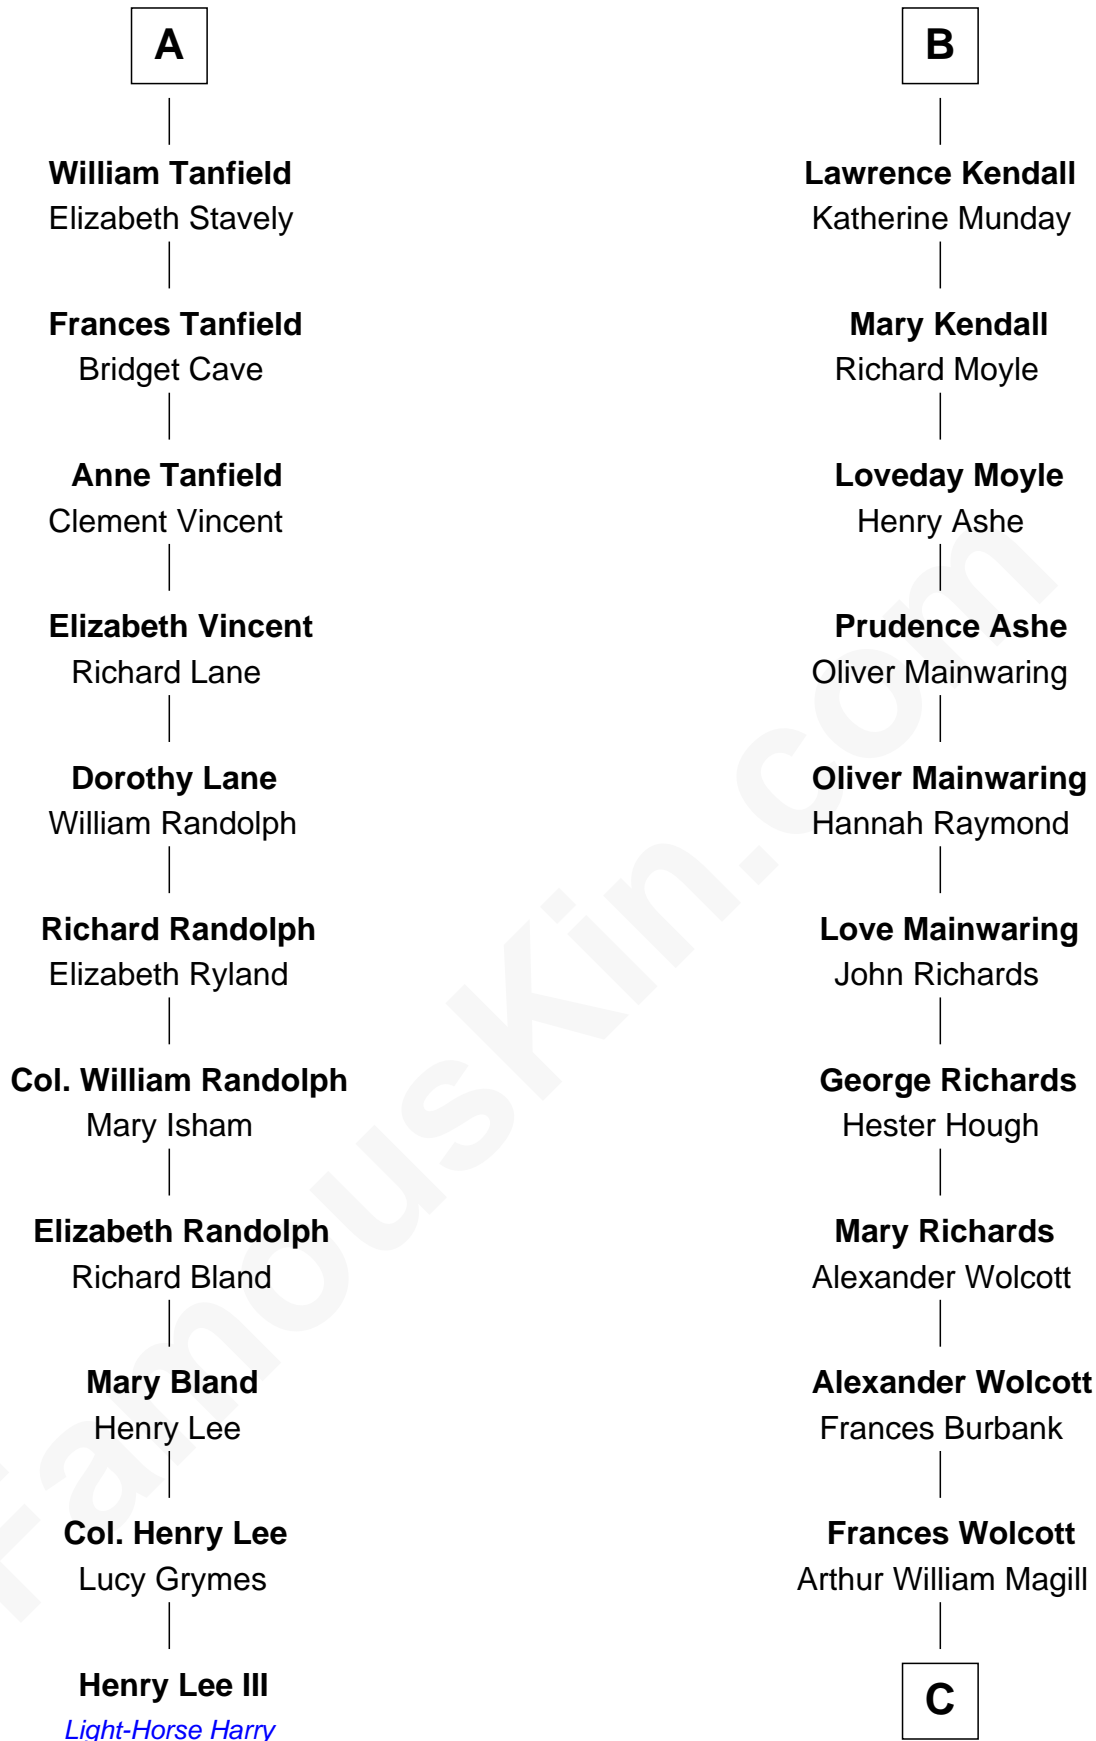 A
William Tanfield
Elizabeth Stavely
Frances Tanfield
Bridget Cave
Anne Tanfield
Clement Vincent
Elizabeth Vincent
Richard Lane
Dorothy Lane
William Randolph
Richard Randolph
Elizabeth Ryland
Col. William Randolph
Mary Isham
Elizabeth Randolph
Richard Bland
Mary Bland
Henry Lee
Col. Henry Lee
Lucy Grymes
Henry Lee III
Light-Horse Harry
B
Lawrence Kendall
Katherine Munday
Mary Kendall
Richard Moyle
Loveday Moyle
Henry Ashe
Prudence Ashe
Oliver Mainwaring
Oliver Mainwaring
Hannah Raymond
Love Mainwaring
John Richards
George Richards
Hester Hough
Mary Richards
Alexander Wolcott
Alexander Wolcott
Frances Burbank
Frances Wolcott
Arthur William Magill
C
FamousKin.com